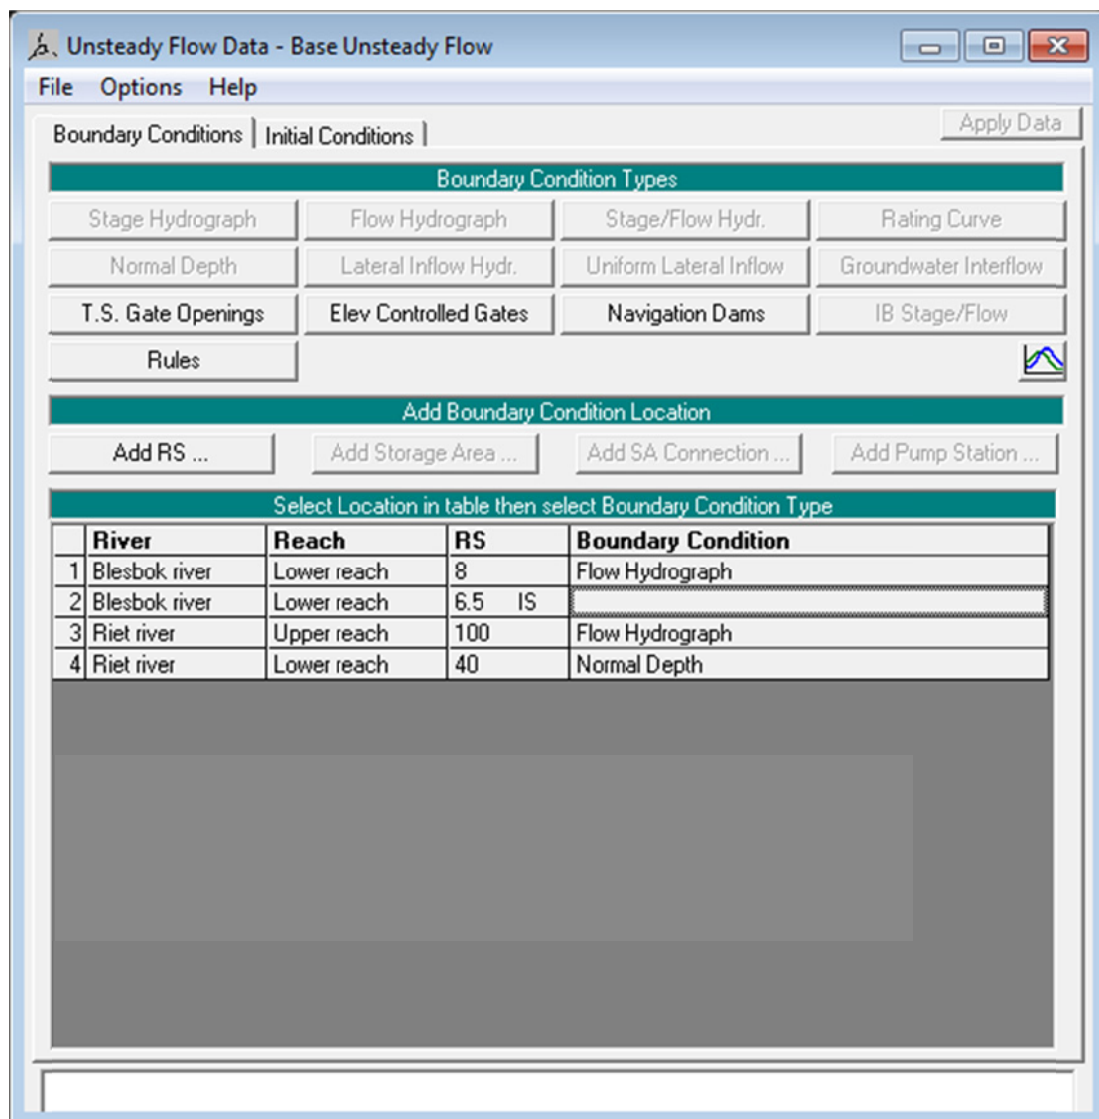 Unsteady Flow Data - Base Unsteady Flow
File Options Help
Boundary Conditions Initial Conditions Apply Data
Boundary Condition Types
Stage Hydrograph Flow Hydrograph Stage/Flow Hydr. Rating Curve
Normal Depth Lateral Inflow Hydr. Uniform Lateral Inflow Groundwater Interflow
T.S. Gate Openings Elev Controlled Gates Navigation Dams IB Stage/Flow
Rules
Add Boundary Condition Location
Add RS ... Add Storage Area ... Add SA Connection ... Add Pump Station ...
Select Location in table then select Boundary Condition Type
River Reach RS Boundary Condition
1 Blesbok river Lower reach 8 Flow Hydrograph
2 Blesbok river Lower reach 6.5 IS
3 Riet river Upper reach 100 Flow Hydrograph
4 Riet river Lower reach 40 Normal Depth